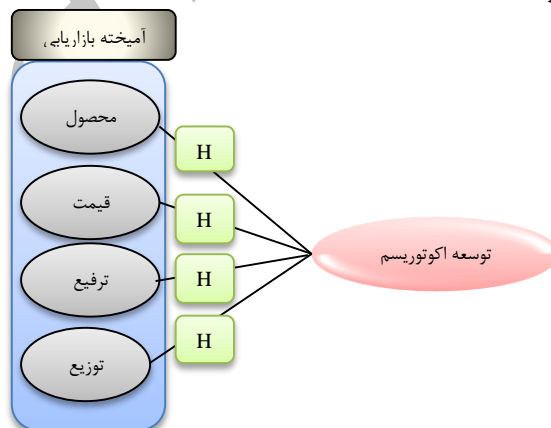 آمیخته بازاریابی
محصول
H
قیمت
H
ترفیع
H
توزیع
H
توسعه اکوتوریسم